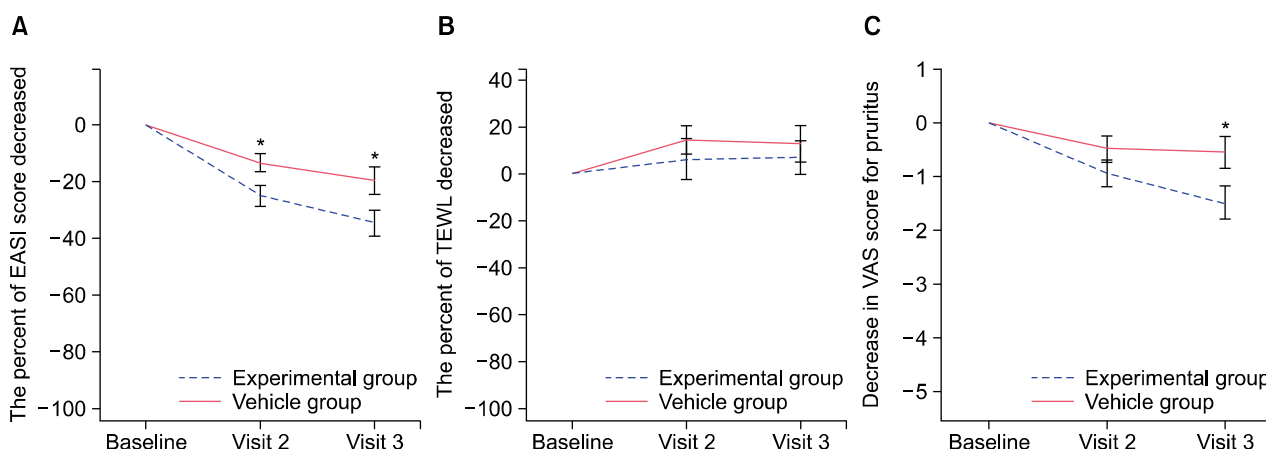 A
The percent of EASI score decreased
0
−20
−40
−60
−80
−100
*
*
Experimental group
Vehicle group
Baseline
Visit 2
Visit 3
B
The percent of TEWL decreased
40
20
0
−20
−40
−60
−80
−100
Experimental group
Vehicle group
Baseline
Visit 2
Visit 3
C
Decrease in VAS score for pruritus
1
0
−1
−2
−3
−4
−5
*
Experimental group
Vehicle group
Baseline
Visit 2
Visit 3